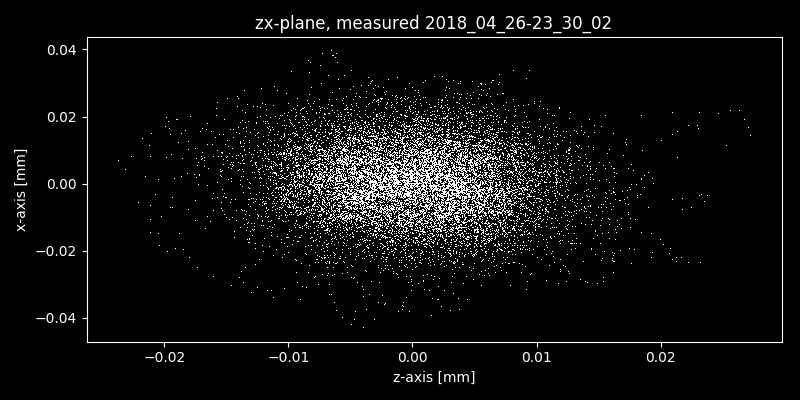 zx-plane, measured 2018_04_26-23_30_02
0.04
0.02
0.00
−0.02
−0.04
x-axis [mm]
−0.02 −0.01 0.00 0.01 0.02
z-axis [mm]